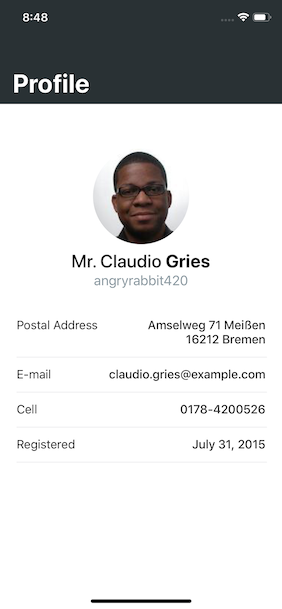 8:48
Profile
Mr. Claudio Gries
angryrabbit420
Postal Address
Amselweg 71 Meißen
16212 Bremen
E-mail
claudio.gries@example.com
Cell
0178-4200526
Registered
July 31, 2015